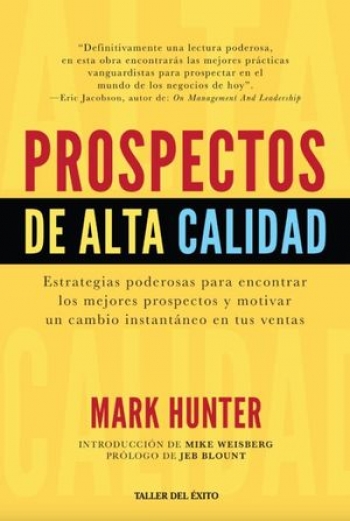 “Definitivamente una lectura poderosa,
en esta obra encontrarás las mejores prácticas
vanguardistas para prospectar en el
mundo de los negocios de hoy”.
—Eric Jacobson, autor de: On Management And Leadership
PROSPECTOS
DE ALTA CALIDAD
Estrategias poderosas para encontrar
los mejores prospectos y motivar
un cambio instantáneo en tus ventas
MARK HUNTER
INTRODUCCIÓN DE MIKE WEISBERG
PRÓLOGO DE JEB BLOUNT
TALLER DEL ÉXITO